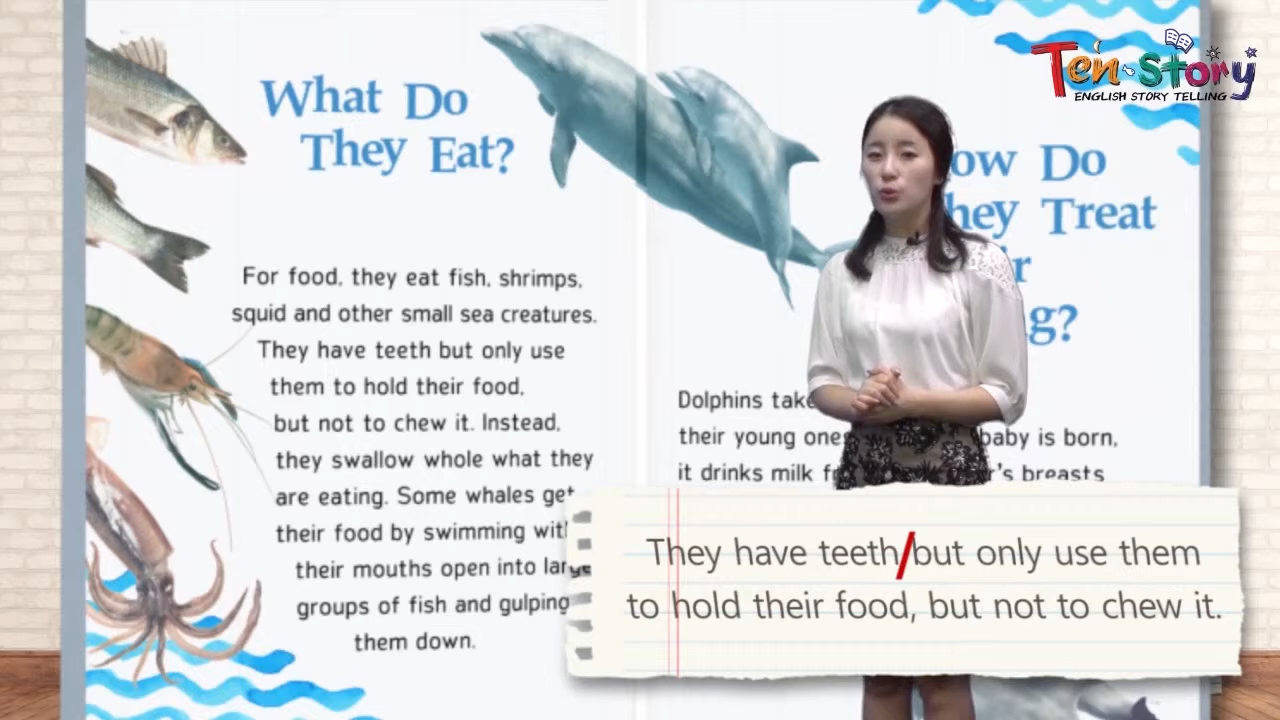 Ten-Story
ENGLISH STORY TELLING
What Do
They Eat?
For food, they eat fish, shrimps,
squid and other small sea creatures.
They have teeth but only use
them to hold their food,
but not to chew it. Instead,
they swallow whole what they
are eating. Some whales get
their food by swimming with
their mouths open into large
groups of fish and gulping
them down.
Do
Treat
Dolphins take
their young baby is born,
it drinks milk breasts
They have teeth/but only use them
to hold their food, but not to chew it.